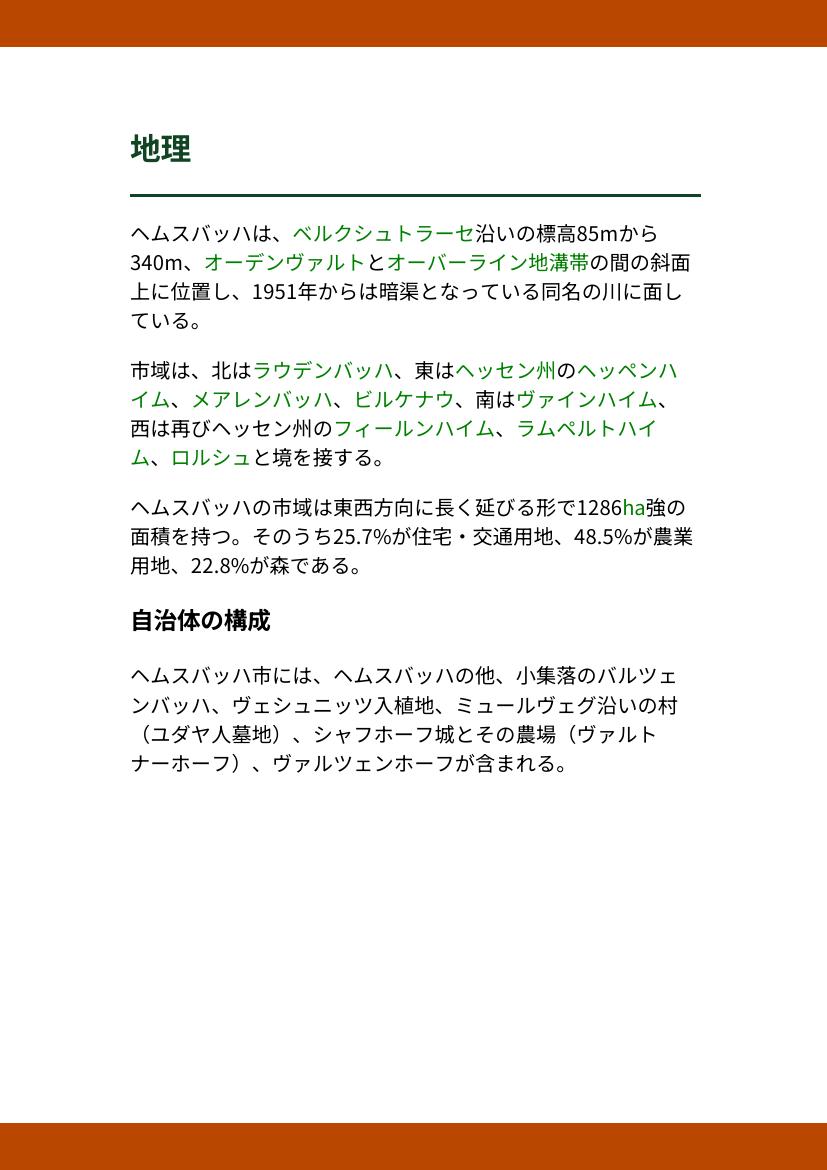 地理
ヘムスバッハは、ベルクシュトラーセ沿いの標高85mから
340m、オーデンヴァルトとオーバーライン地溝帯の間の斜面
上に位置し、1951年からは暗渠となっている同名の川に面し
ている。
市域は、北はラウデンバッハ、東はヘッセン州のヘッペンハ
イム、メアレンバッハ、ビルケナウ、南はヴァインハイム、
西は再びヘッセン州のフィールンハイム、ラムペルトハイ
ム、ロルシュと境を接する。
ヘムスバッハの市域は東西方向に長く延びる形で1286ha強の
面積を持つ。そのうち25.7%が住宅・交通用地、48.5%が農業
用地、22.8%が森である。
自治体の構成
ヘムスバッハ市には、ヘムスバッハの他、小集落のバルツェ
ンバッハ、ヴェシュニッツ入植地、ミュールヴェグ沿いの村
（ユダヤ人墓地）、シャフホーフ城とその農場（ヴァルト
ナーホーフ）、ヴァルツェンホーフが含まれる。